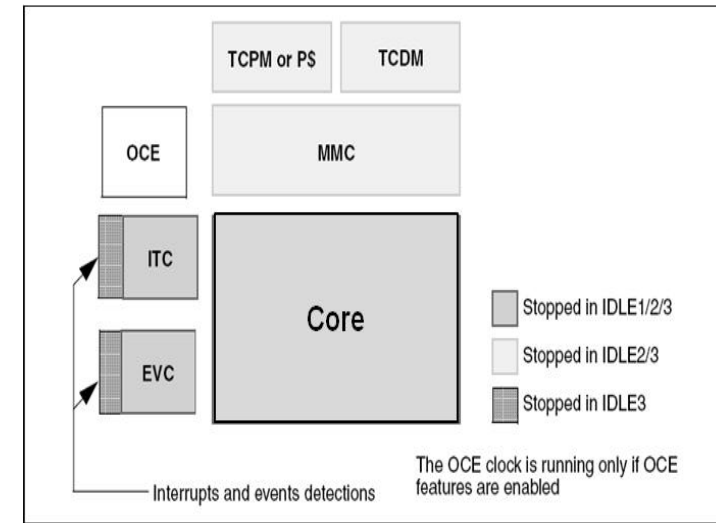 TCPM or P$
TCDM
OCE
MMC
ITC
Core
EVC
Stopped in IDLE1/2/3
Stopped in IDLE2/3
Stopped in IDLE3
The OCE clock is running only if OCE
features are enabled
Interrupts and events detections